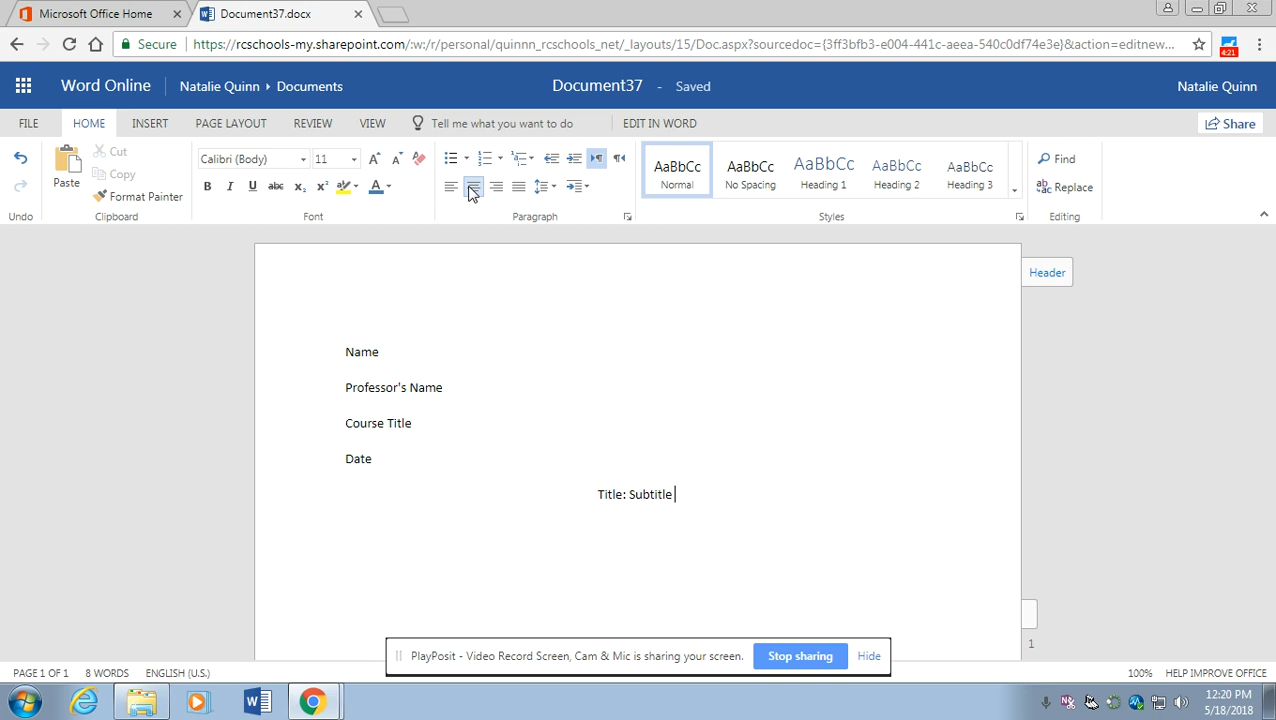 Microsoft Office Home
Document37.docx
Secure
https://rcschools-my.sharepoint.com/:w:/r/personal/quinnn_rcschools_net/_layouts/15/Doc.aspx?sourcedoc={f3ff3bfb3-e004-441c-aeea-540c0df74e3e}&action=editnew...
4:21
Word Online
Natalie Quinn
Documents
Document37 - Saved
Natalie Quinn
FILE HOME INSERT PAGE LAYOUT REVIEW VIEW Tell me what you want to do EDIT IN WORD Share
Undo
Paste
Cut
Copy
Format Painter
Clipboard
Calibri (Body) 11
B I U abc x₂ x² A
Font
Paragraph
AaBbCc Normal
AaBbCc No Spacing
AaBbCc Heading 1
AaBbCc Heading 2
AaBbCc Heading 3
Styles
Find
Replace
Editing
Header
Name
Professor's Name
Course Title
Date
Title: Subtitle
1
PlayPosit - Video Record Screen, Cam & Mic is sharing your screen. Stop sharing Hide
PAGE 1 OF 1 8 WORDS ENGLISH (U.S.) 100% HELP IMPROVE OFFICE
12:20 PM
5/18/2018